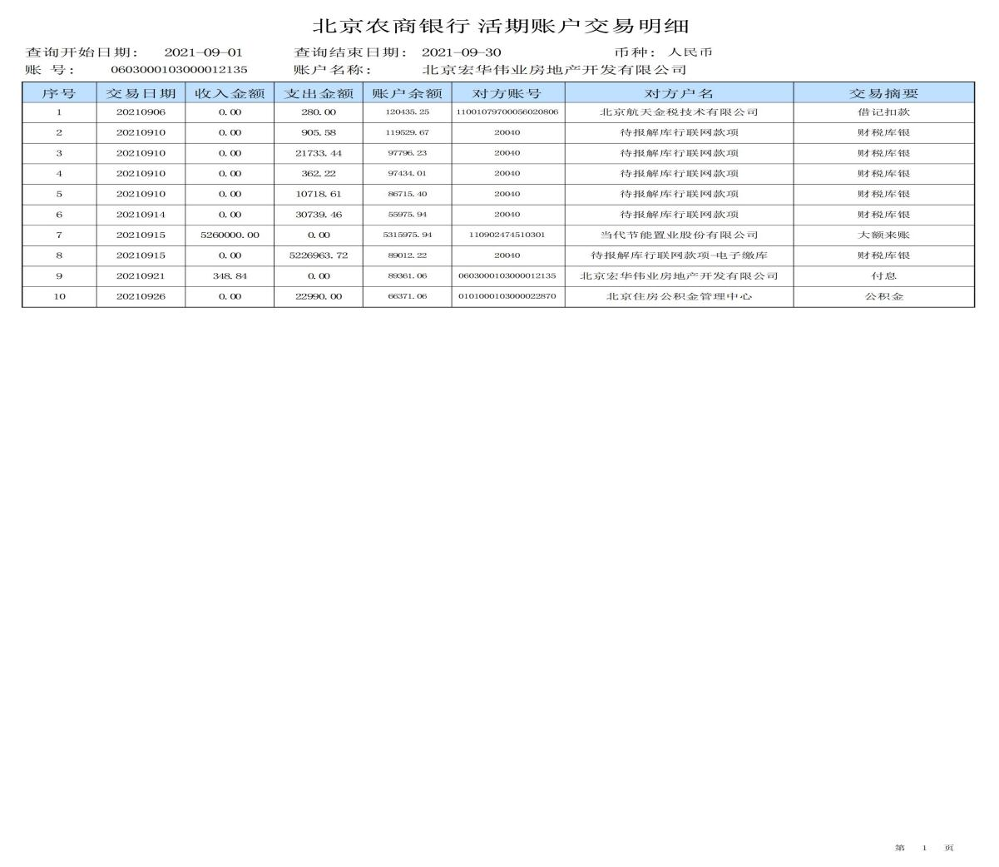 北京农商银行 活期账户交易明细
查询开始日期: 2021-09-01 查询结束日期: 2021-09-30 币种: 人民币
账 号: 0603000103000012135 账户名称: 北京宏华伟业房地产开发有限公司
序号 交易日期 收入金额 支出金额 账户余额 对方账号 对方户名 交易摘要
1 20210906 0.00 280.00 120435.25 11001079700056020806 北京航天金税技术有限公司 借记扣款
2 20210910 0.00 905.58 119529.67 20040 待报解库行联网款项 财税库银
3 20210910 0.00 21733.44 97796.23 20040 待报解库行联网款项 财税库银
4 20210910 0.00 362.22 97434.01 20040 待报解库行联网款项 财税库银
5 20210910 0.00 10718.61 86715.40 20040 待报解库行联网款项 财税库银
6 20210914 0.00 30739.46 55975.94 20040 待报解库行联网款项 财税库银
7 20210915 5260000.00 0.00 5315975.94 110902474510301 当代节能置业股份有限公司 大额来账
8 20210915 0.00 5226963.72 89012.22 20040 待报解库行联网款项-电子缴库 财税库银
9 20210921 348.84 0.00 89361.06 0603000103000012135 北京宏华伟业房地产开发有限公司 付息
10 20210926 0.00 22990.00 66371.06 0101000103000022870 北京住房公积金管理中心 公积金
第 1 页